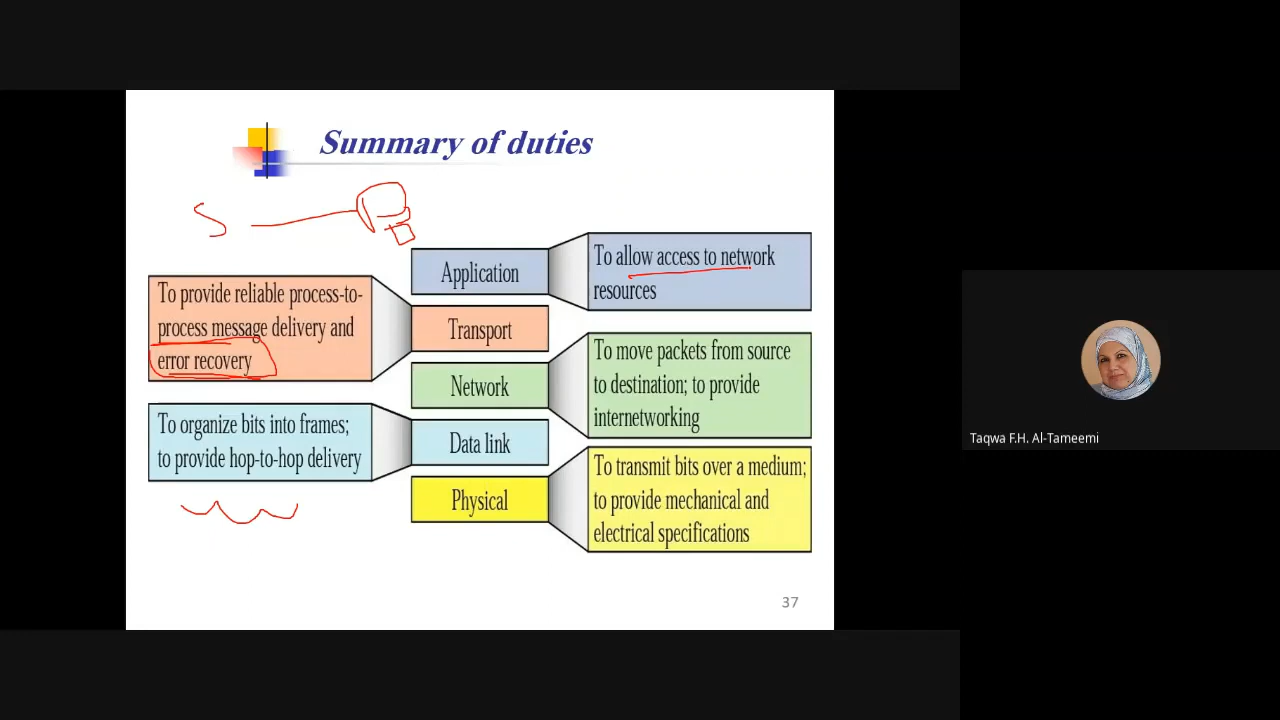 Summary of duties
S
Application
To allow access to network
resources
To provide reliable process-to-
process message delivery and
error recovery
Transport
Network
To move packets from source
to destination; to provide
internetworking
To organize bits into frames;
to provide hop-to-hop delivery
Data link
Physical
To transmit bits over a medium;
to provide mechanical and
electrical specifications
37
Taqwa F.H. Al-Tameemi